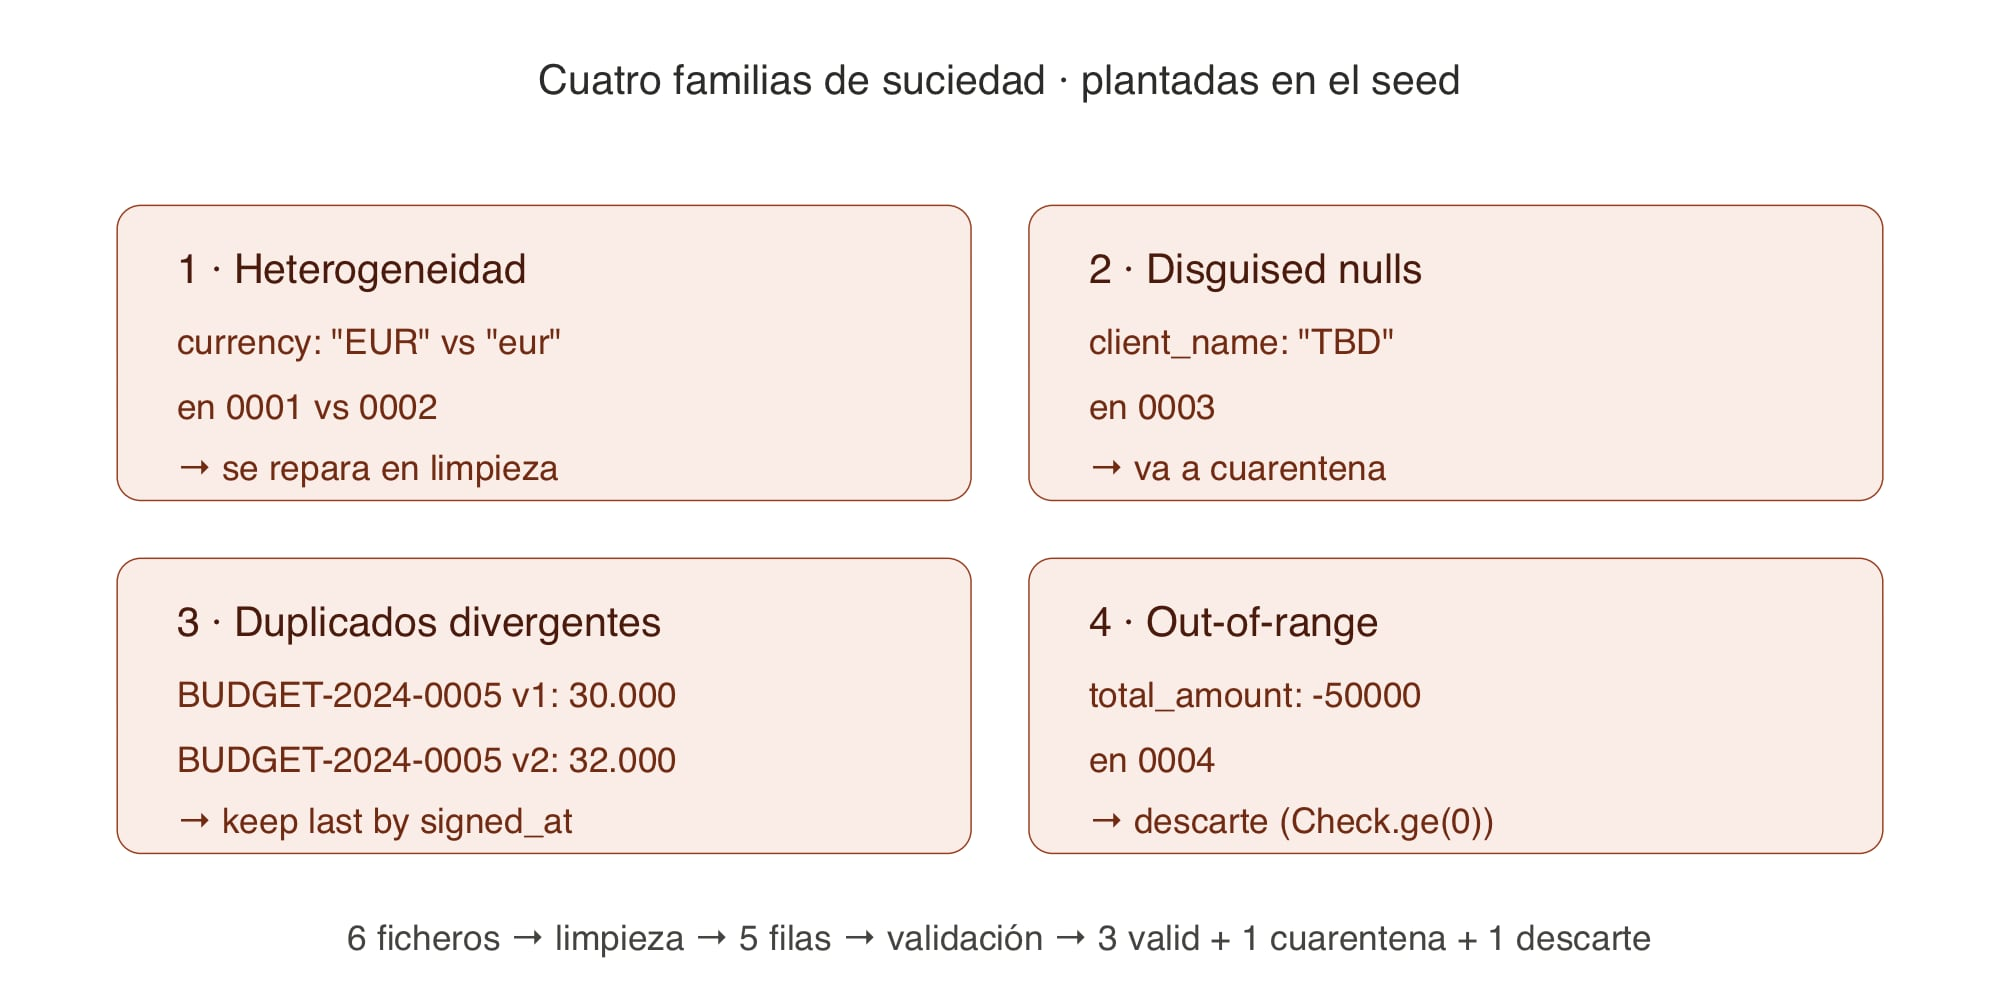 Cuatro familias de suciedad · plantadas en el seed
1 · Heterogeneidad
currency: "EUR" vs "eur"
en 0001 vs 0002
→ se repara en limpieza
2 · Disguised nulls
client_name: "TBD"
en 0003
→ va a cuarentena
3 · Duplicados divergentes
BUDGET-2024-0005 v1: 30.000
BUDGET-2024-0005 v2: 32.000
→ keep last by signed_at
4 · Out-of-range
total_amount: -50000
en 0004
→ descarte (Check.ge(0))
6 ficheros → limpieza → 5 filas → validación → 3 valid + 1 cuarentena + 1 descarte